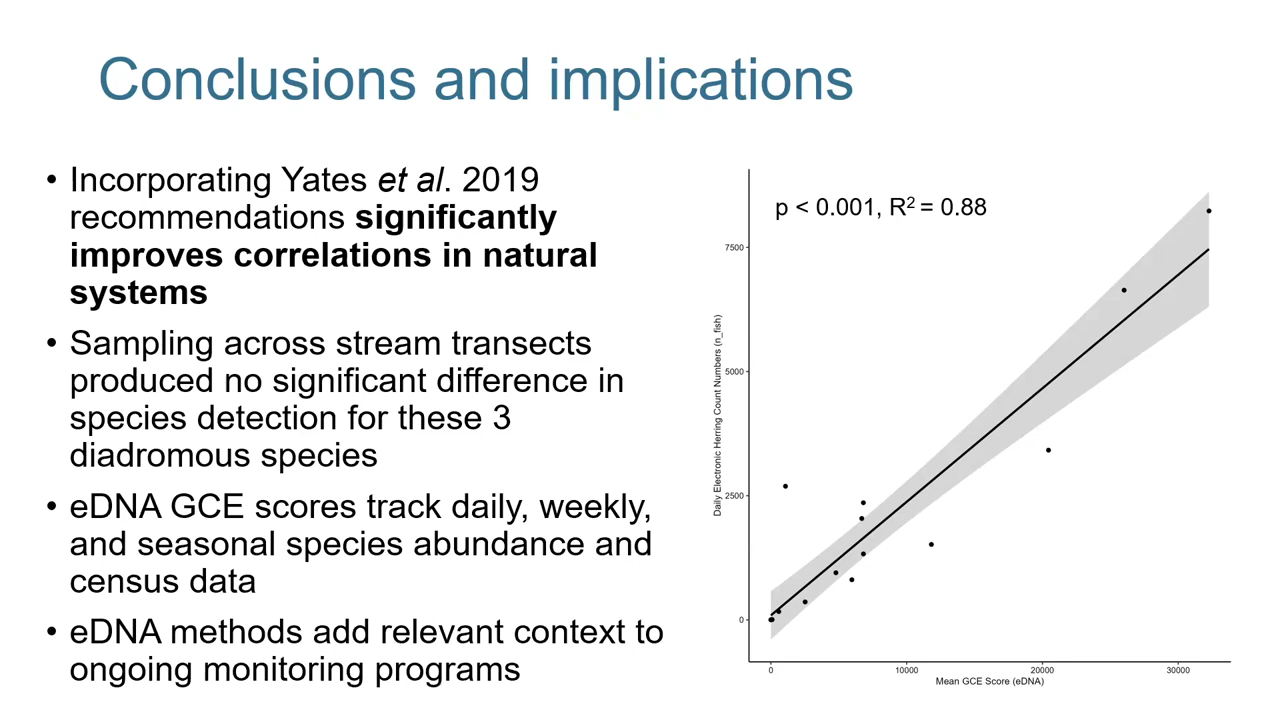 Conclusions and implications
• Incorporating Yates et al. 2019
recommendations significantly
improves correlations in natural
systems
• Sampling across stream transects
produced no significant difference in
species detection for these 3
diadromous species
• eDNA GCE scores track daily, weekly,
and seasonal species abundance and
census data
• eDNA methods add relevant context to
ongoing monitoring programs
p < 0.001, R² = 0.88
Daily Electronic Herring Count Numbers (n_fish)
7500
5000
2500
0
0 10000 20000 30000
Mean GCE Score (eDNA)